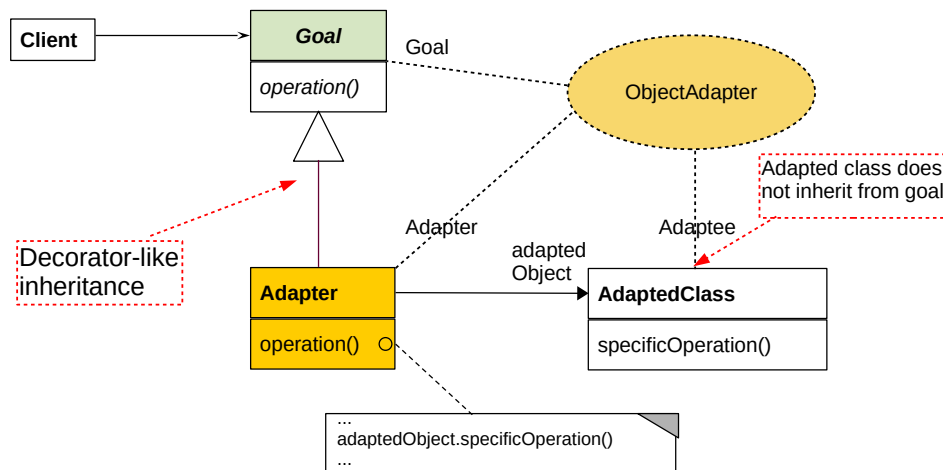 Client
Goal
operation()
Goal
ObjectAdapter
Adapted class does
not inherit from goal
Decorator-like
inheritance
Adapter
Adaptee
adapted
Object
Adapter
operation()
AdaptedClass
specificOperation()
...
adaptedObject.specificOperation()
...